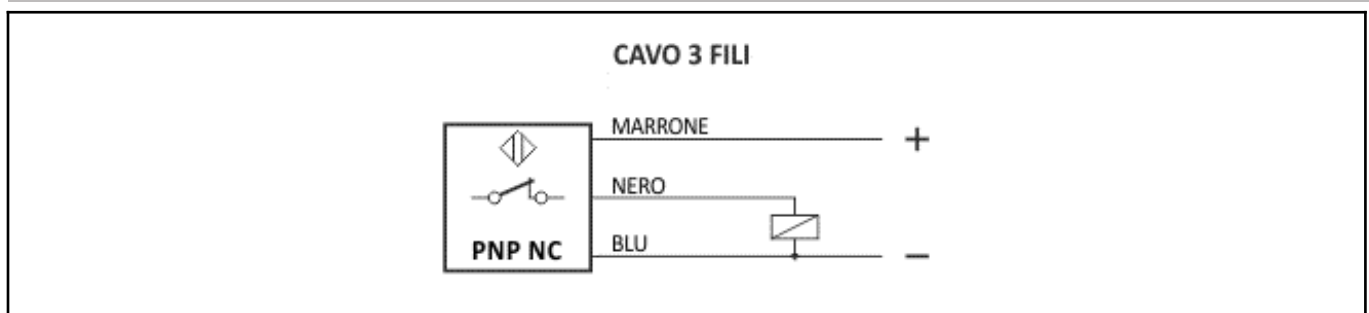 CAVO 3 FILI
MARRONE
+
NERO
BLU
PNP NC
−